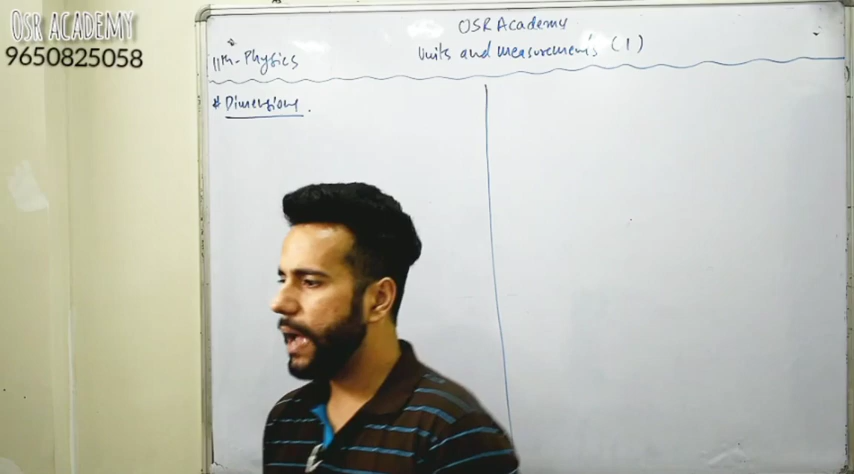 OSR ACADEMY
9650825058
OSR Academy
11th-Physics
Units and measurements (1)
* Dimensions.